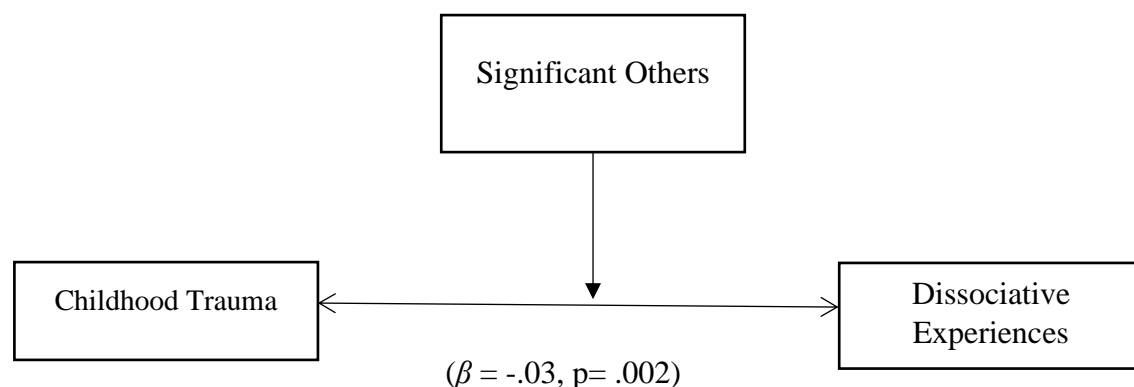 Significant Others
Childhood Trauma
Dissociative
Experiences
(β = -.03, p= .002)